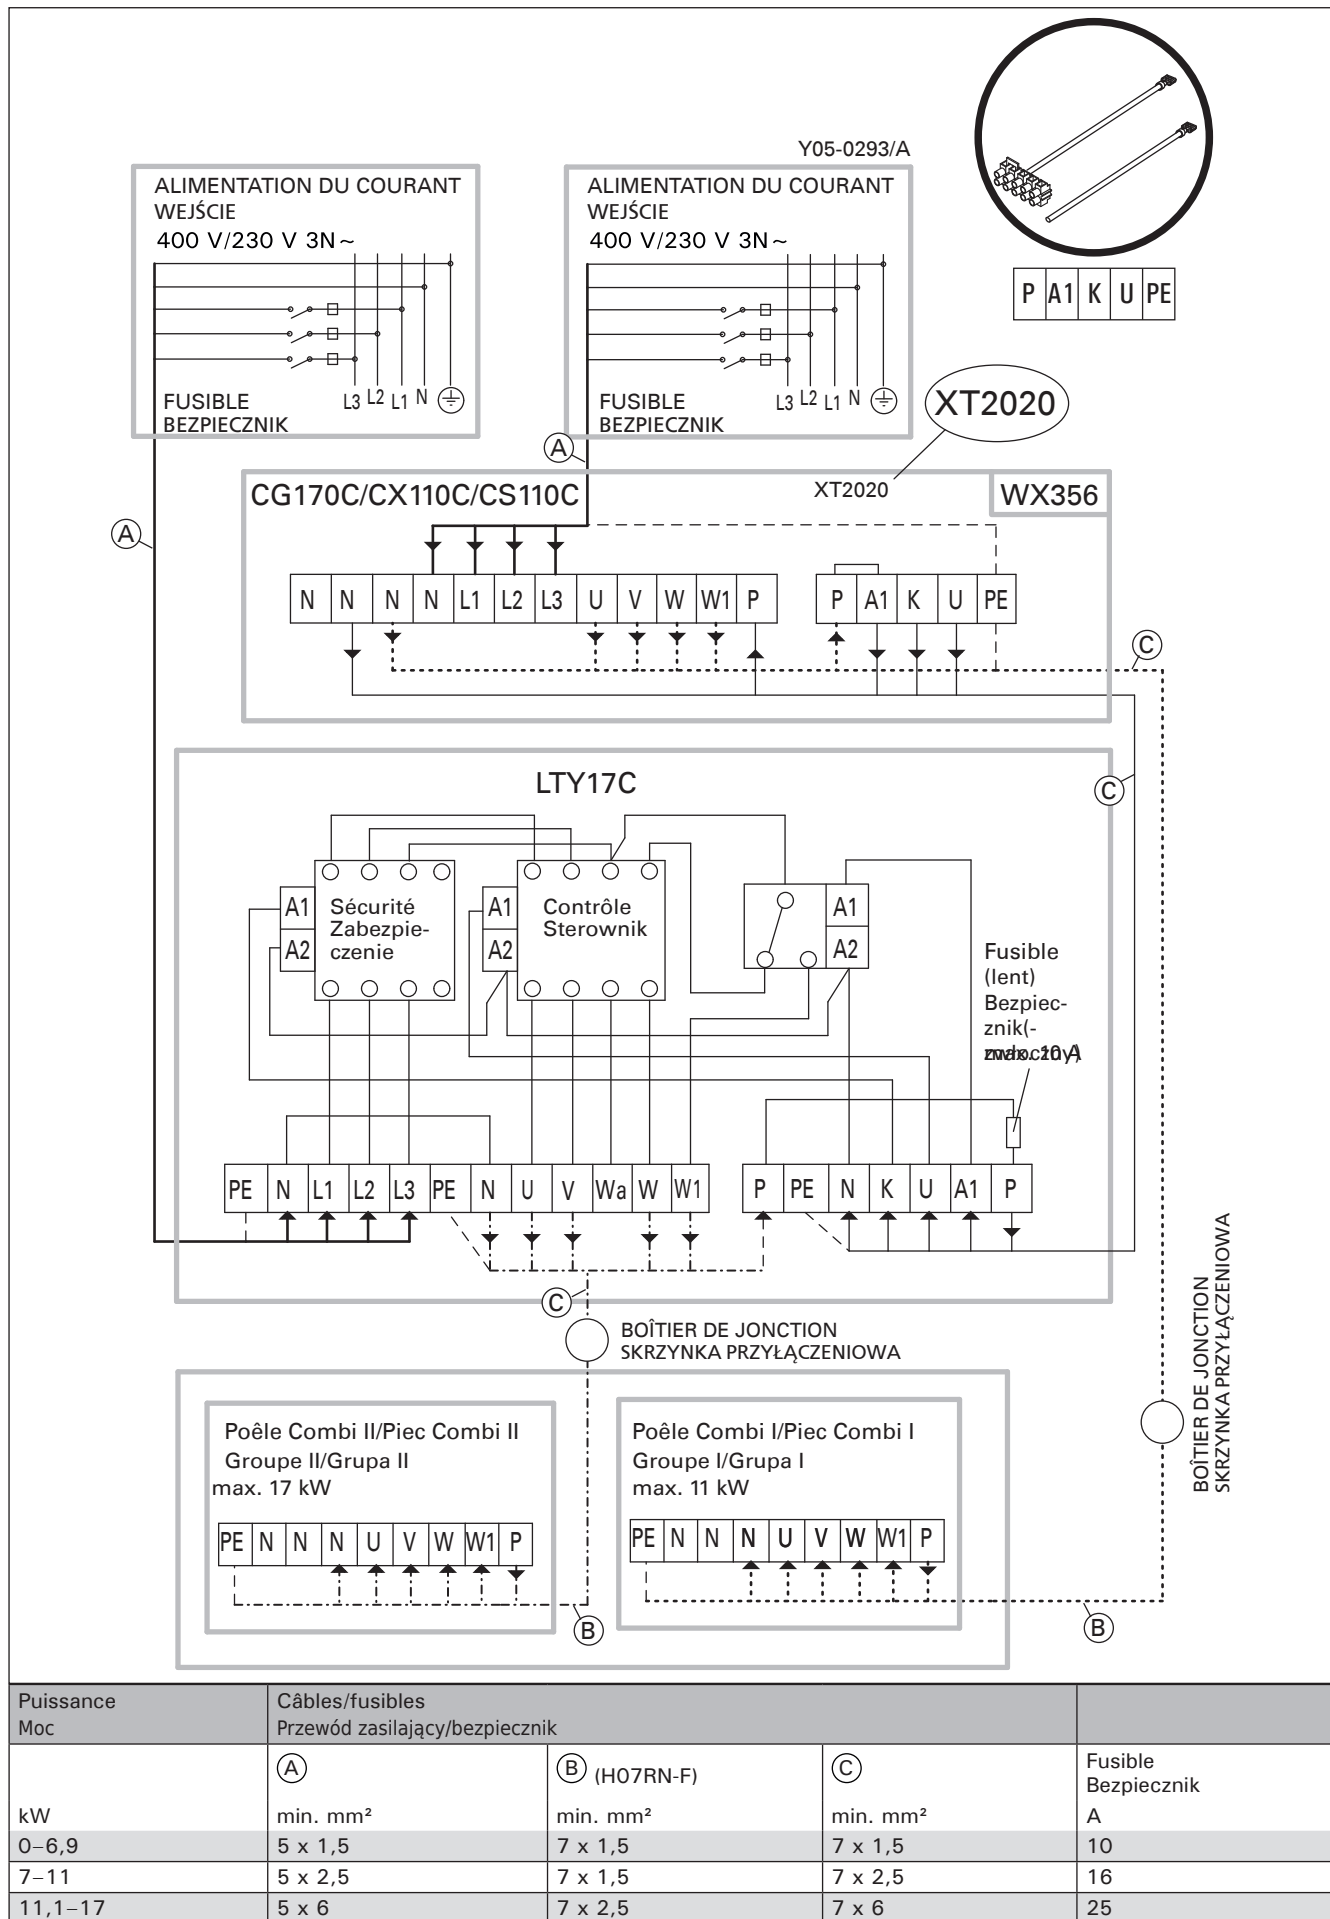 Y05-0293/A
ALIMENTATION DU COURANT
WEJŚCIE
400 V/230 V 3N~
L3 L2 L1 N
FUSIBLE
BEZPIECZNIK
ALIMENTATION DU COURANT
WEJŚCIE
400 V/230 V 3N~
L3 L2 L1 N
FUSIBLE
BEZPIECZNIK
P A1 K U PE
XT2020
A
A
CG170C/CX110C/CS110C
XT2020
WX356
N N N N L1 L2 L3 U V W W1 P
P A1 K U PE
C
C
LTY17C
A1
A2
Sécurité
Zabezpie-
czenie
A1
A2
Contrôle
Sterownik
A1
A2
Fusible
(lent)
Bezpiec-
znik(-
PE N L1 L2 L3 PE N U V Wa W W1
P PE N K U A1 P
C
BOÎTIER DE JONCTION
SKRZYNKA PRZYŁĄCZENIOWA
BOÎTIER DE JONCTION
SKRZYNKA PRZYŁĄCZENIOWA
Poêle Combi II/Piec Combi II
Groupe II/Grupa II
max. 17 kW
PE N N N U V W W1 P
B
Poêle Combi I/Piec Combi I
Groupe I/Grupa I
max. 11 kW
PE N N N U V W W1 P
B
Puissance
Moc
Câbles/fusibles
Przewód zasilający/bezpiecznik
A
B (H07RN-F)
C
Fusible
Bezpiecznik
kW min. mm² min. mm² min. mm² A
0–6,9 5 x 1,5 7 x 1,5 7 x 1,5 10
7–11 5 x 2,5 7 x 1,5 7 x 2,5 16
11,1–17 5 x 6 7 x 2,5 7 x 6 25